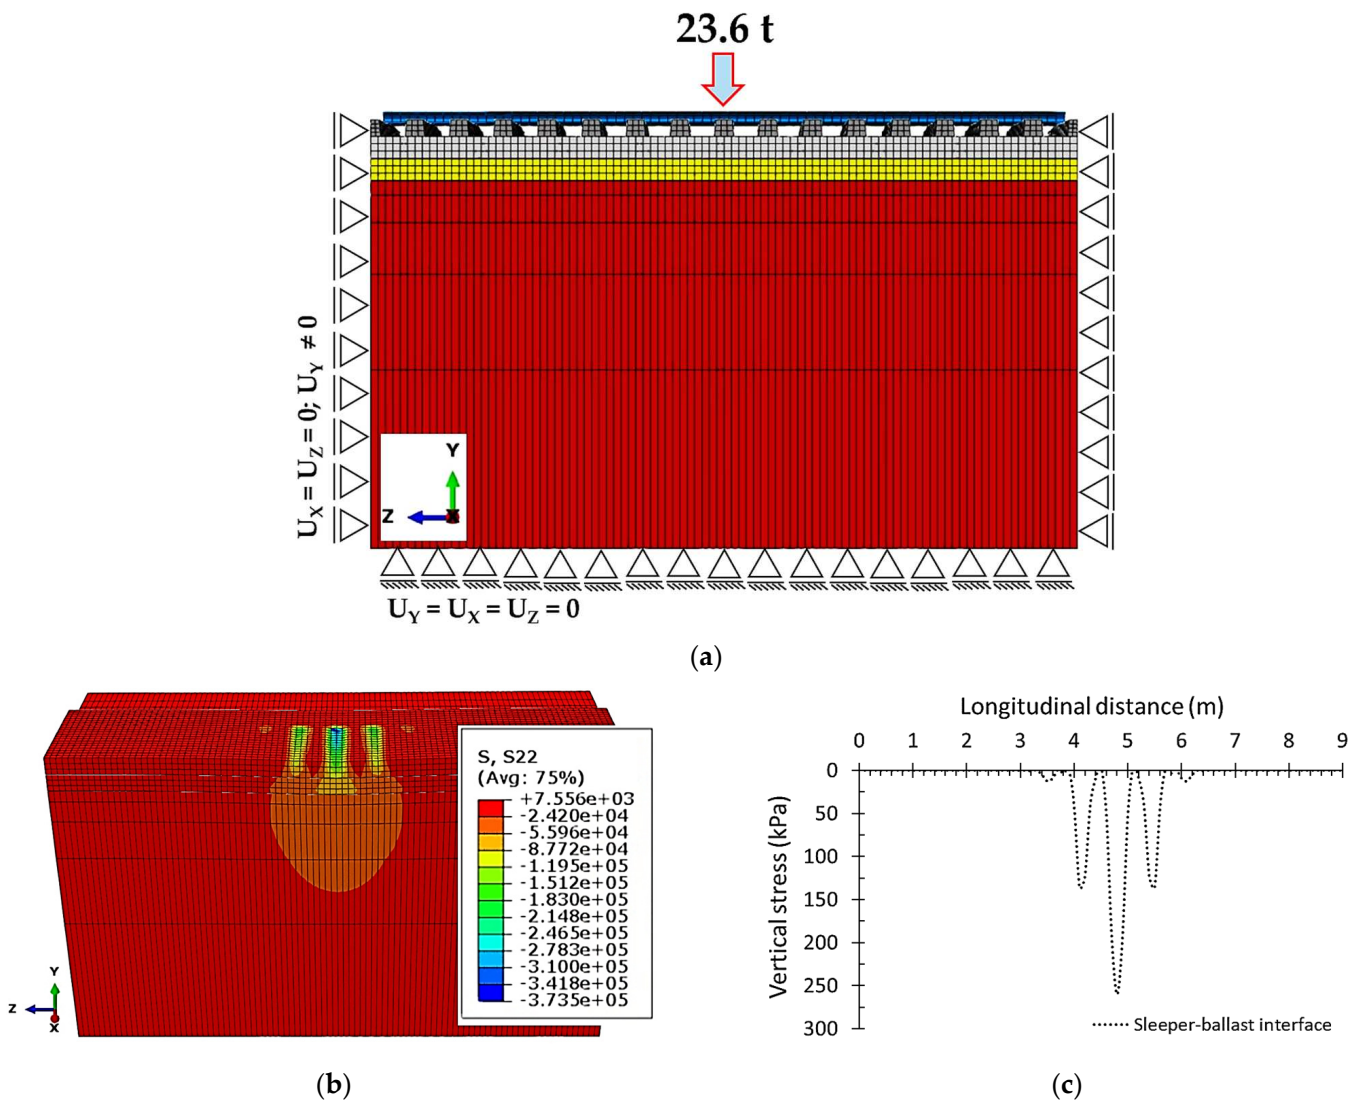 23.6 t
U_X = U_Z = 0; U_Y ≠ 0
Y
Z
X
U_Y = U_X = U_Z = 0
(a)
S, S22
(Avg: 75%)
+7.556e+03
-2.420e+04
-5.596e+04
-8.772e+04
-1.195e+05
-1.512e+05
-1.830e+05
-2.148e+05
-2.465e+05
-2.783e+05
-3.100e+05
-3.418e+05
-3.735e+05
Y
Z
X
(b)
Longitudinal distance (m)
0 1 2 3 4 5 6 7 8 9
0
50
100
150
200
250
300
Vertical stress (kPa)
Sleeper-ballast interface
(c)